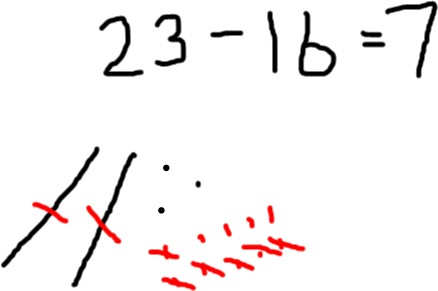 23 - 16 = 7